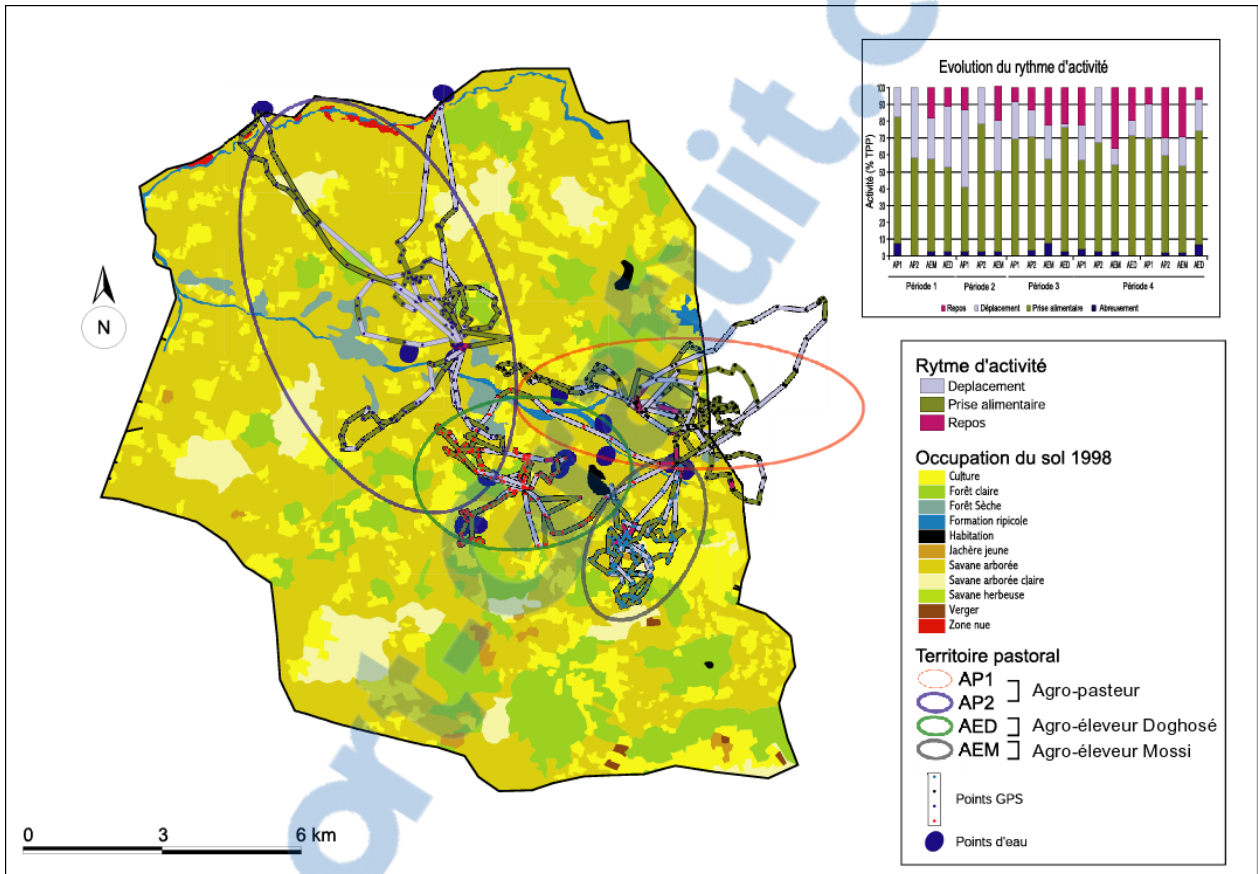 Evolution du rythme d'activité
Activité (% TPP)
100
90
80
70
60
50
40
30
20
10
0
AP1 AP2 AEM AED AP1 AP2 AEM AP1 AP2 AEM AED AP1 AP2 AEM AED AP1 AP2 AEM AED
Période 1 Période 2 Période 3 Période 4
Repos Déplacement Prise alimentaire Abreuvement
N
Rytme d'activité
Deplacement
Prise alimentaire
Repos
Occupation du sol 1998
Culture
Forêt claire
Forêt Sèche
Formation ripicole
Habitation
Jachère jeune
Savane arborée
Savane arborée claire
Savane herbeuse
Verger
Zone nue
Territoire pastoral
AP1
AP2
Agro-pasteur
AED Agro-éleveur Doghosé
AEM Agro-éleveur Mossi
Points GPS
Points d'eau
0 3 6 km